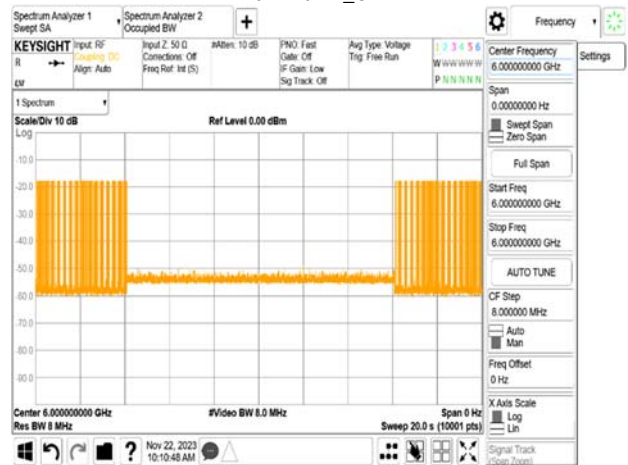 Spectrum Analyzer 1
Swept SA
Spectrum Analyzer 2
Occupied BW
+
Frequency
KEYSIGHT
R
Input: RF
Coupling: DC
Align: Auto
Input Z: 50 Ω
Corrections: Off
Freq Ref: Int (S)
#Atten: 10 dB
PNO: Fast
Gate: Off
IF Gain: Low
Sig Track: Off
Avg Type: Voltage
Trig: Free Run
1 2 3 4 5 6
W W W W W W
P N N N N N
Settings
1 Spectrum
Scale/Div 10 dB
Ref Level 0.00 dBm
Log
-10.0
-20.0
-30.0
-40.0
-50.0
-60.0
-70.0
-80.0
-90.0
Center 6.000000000 GHz
Res BW 8 MHz
#Video BW 8.0 MHz
Span 0 Hz
Sweep 20.0 s (10001 pts)
Center Frequency
6.000000000 GHz
Span
0.00000000 Hz
Swept Span
Zero Span
Full Span
Start Freq
6.000000000 GHz
Stop Freq
6.000000000 GHz
AUTO TUNE
CF Step
8.000000 MHz
Auto
Man
Freq Offset
0 Hz
X Axis Scale
Log
Lin
Signal Track
(Span Zoom)
?
Nov 22, 2023
10:10:48 AM